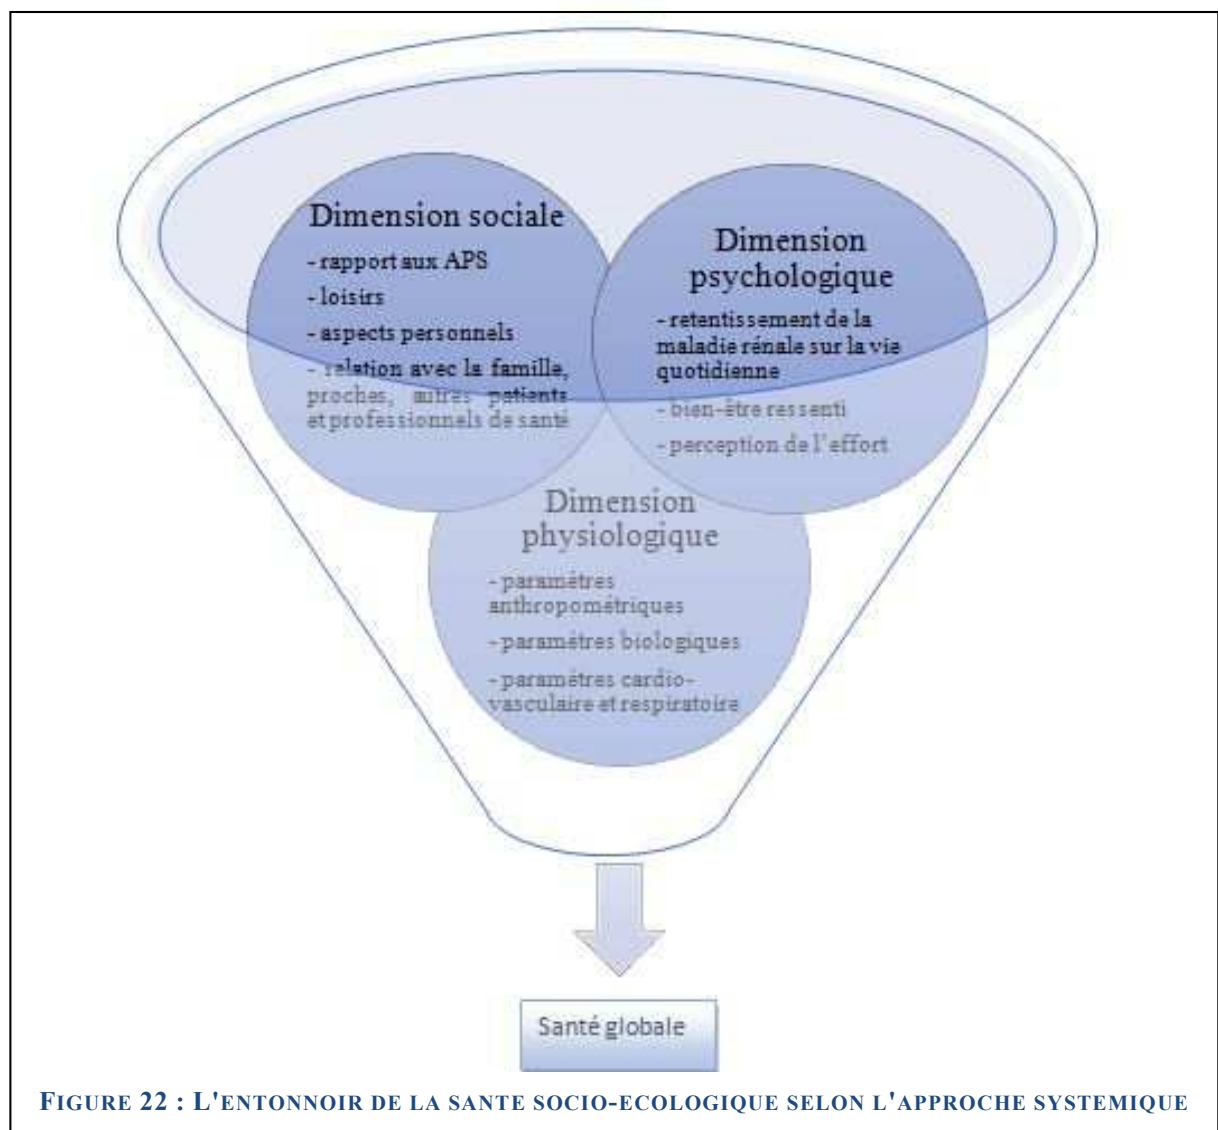 Dimension sociale
- rapport aux APS
- loisirs
- aspects personnels
- relation avec la famille,
proches, autres patients
et professionnels de santé
Dimension
psychologique
- retentissement de la
maladie rénale sur la vie
quotidienne
- bien-être ressenti
- perception de l'effort
Dimension
physiologique
- paramètres
anthropométriques
- paramètres biologiques
- paramètres cardio-
vasculaire et respiratoire
Santé globale
FIGURE 22 : L'ENTONNOIR DE LA SANTE SOCIO-ECOLOGIQUE SELON L'APPROCHE SYSTEMIQUE